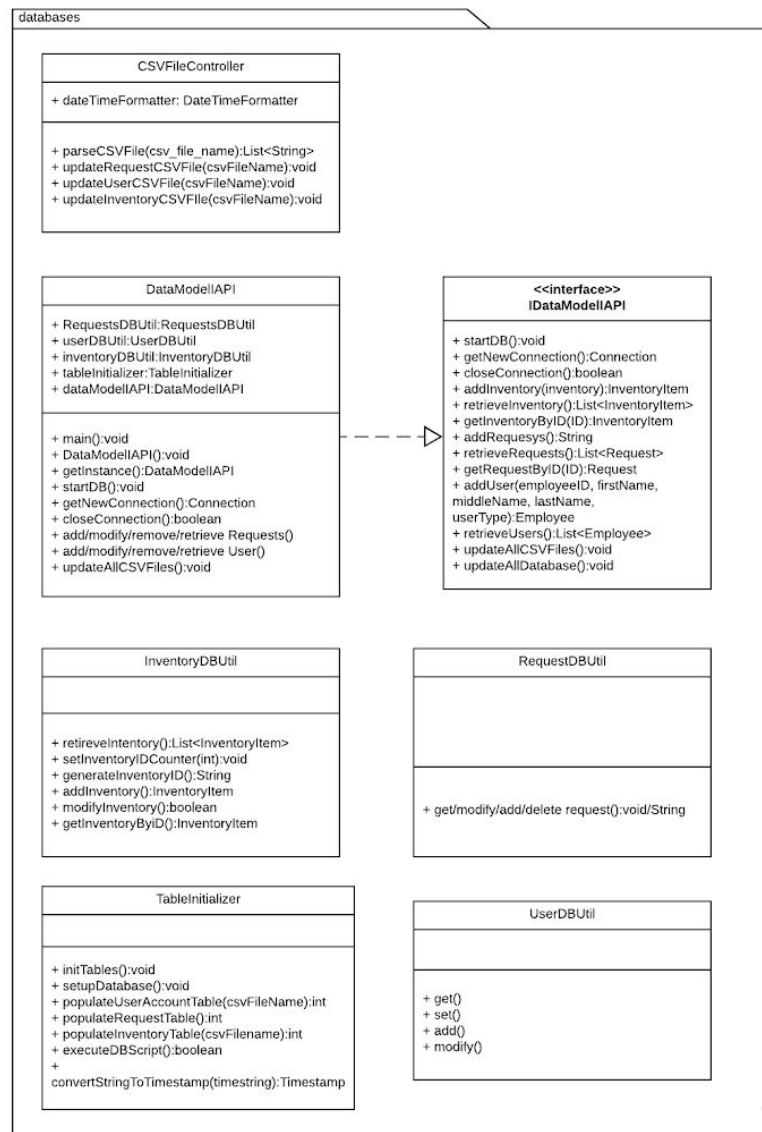 databases
CSVFileController
+ dateTimeFormatter: DateTimeFormatter
+ parseCSVFile(csv_file_name):List<String>
+ updateRequestCSVFile(csvFileName):void
+ updateUserCSVFile(csvFileName):void
+ updateInventoryCSVFIle(csvFileName):void
DataModelIAPI
+ RequestsDBUtil:RequestsDBUtil
+ userDBUtil:UserDBUtil
+ inventoryDBUtil:InventoryDBUtil
+ tableInitializer:TableInitializer
+ dataModelIAPI:DataModelIAPI
+ main():void
+ DataModelIAPI():void
+ getInstance():DataModelIAPI
+ startDB():void
+ getNewConnection():Connection
+ closeConnection():boolean
+ add/modify/remove/retrieve Requests()
+ add/modify/remove/retrieve User()
+ updateAllCSVFiles():void
<<interface>>
IDataModelIAPI
+ startDB():void
+ getNewConnection():Connection
+ closeConnection():boolean
+ addInventory(inventory):InventoryItem
+ retrieveInventory():List<InventoryItem>
+ getInventoryByID(ID):InventoryItem
+ addRequesys():String
+ retrieveRequests():List<Request>
+ getRequestByID(ID):Request
+ addUser(employeeID, firstName,
middleName, lastName,
userType):Employee
+ retrieveUsers():List<Employee>
+ updateAllCSVFiles():void
+ updateAllDatabase():void
InventoryDBUtil
+ retireveIntentory():List<InventoryItem>
+ setInventoryIDCounter(int):void
+ generateInventoryID():String
+ addInventory():InventoryItem
+ modifyInventory():boolean
+ getInventoryByiD():InventoryItem
RequestDBUtil
+ get/modify/add/delete request():void/String
TableInitializer
+ initTables():void
+ setupDatabase():void
+ populateUserAccountTable(csvFileName):int
+ populateRequestTable():int
+ populateInventoryTable(csvFilename):int
+ executeDBScript():boolean
+
convertStringToTimestamp(timestring):Timestamp
UserDBUtil
+ get()
+ set()
+ add()
+ modify()